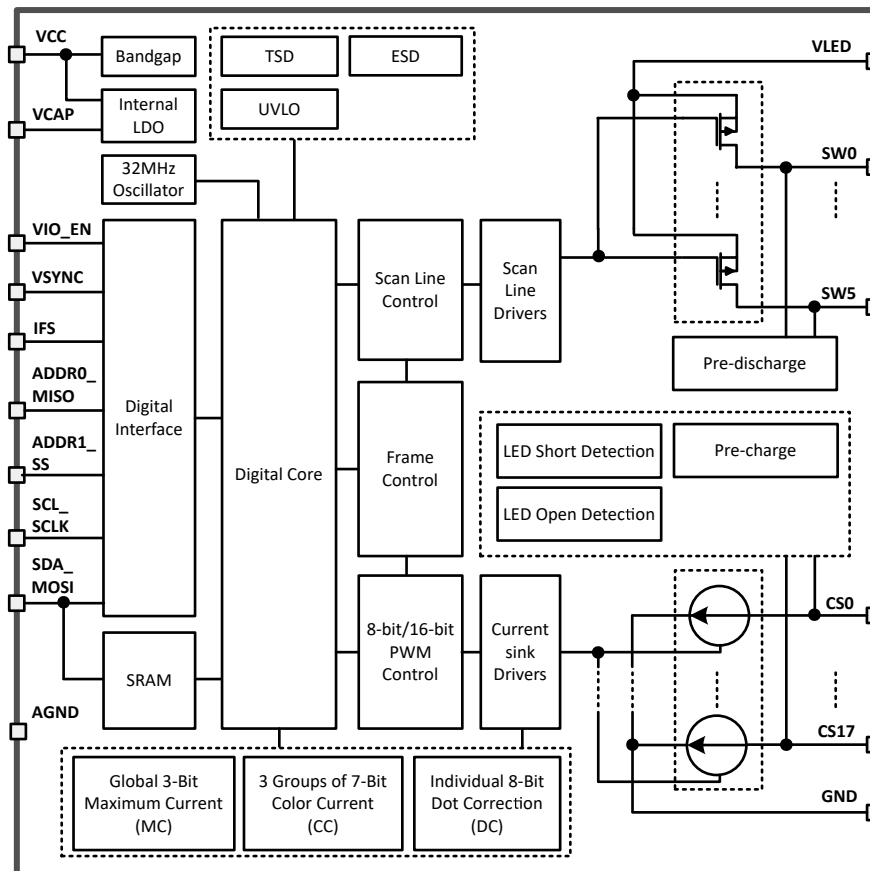 VCC
Bandgap
TSD
ESD
VLED
VCAP
Internal
LDO
UVLO
32MHz
Oscillator
SW0
VIO_EN
VSYNC
IFS
ADDR0_
MISO
ADDR1_
SS
SCL_
SCLK
SDA_
MOSI
Digital
Interface
Digital Core
Scan Line
Control
Scan
Line
Drivers
SW5
Pre-discharge
Frame
Control
LED Short Detection
Pre-charge
LED Open Detection
8-bit/16-bit
PWM
Control
Current
sink
Drivers
CS0
SRAM
AGND
CS17
GND
Global 3-Bit
Maximum Current
(MC)
3 Groups of 7-Bit
Color Current
(CC)
Individual 8-Bit
Dot Correction
(DC)